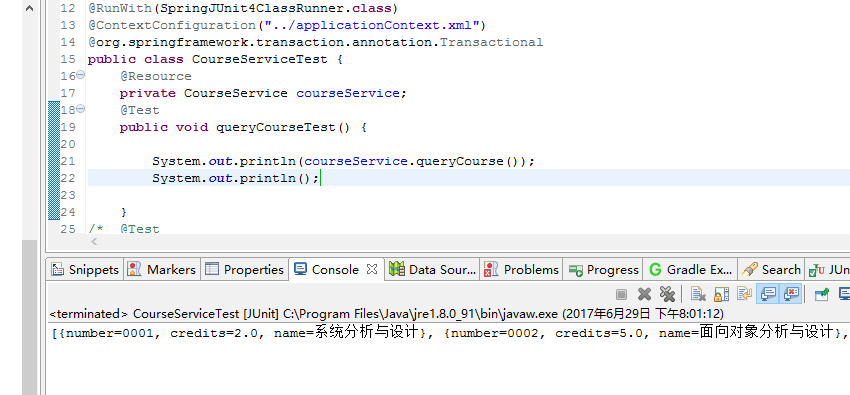 12 @RunWith(SpringJUnit4ClassRunner.class)
13 @ContextConfiguration("../applicationContext.xml")
14 @org.springframework.transaction.annotation.Transactional
15 public class CourseServiceTest {
16 @Resource
17 private CourseService courseService;
18 @Test
19 public void queryCourseTest() {
20
21 System.out.println(courseService.queryCourse());
22 System.out.println();
23
24 }
25 /* @Test
Snippets Markers Properties Console Data Sour... Problems Progress Gradle Ex... Search JUn
<terminated> CourseServiceTest [JUnit] C:\Program Files\Java\jre1.8.0_91\bin\javaw.exe (2017年6月29日 下午8:01:12)
[{number=0001, credits=2.0, name=系统分析与设计}, {number=0002, credits=5.0, name=面向对象分析与设计},